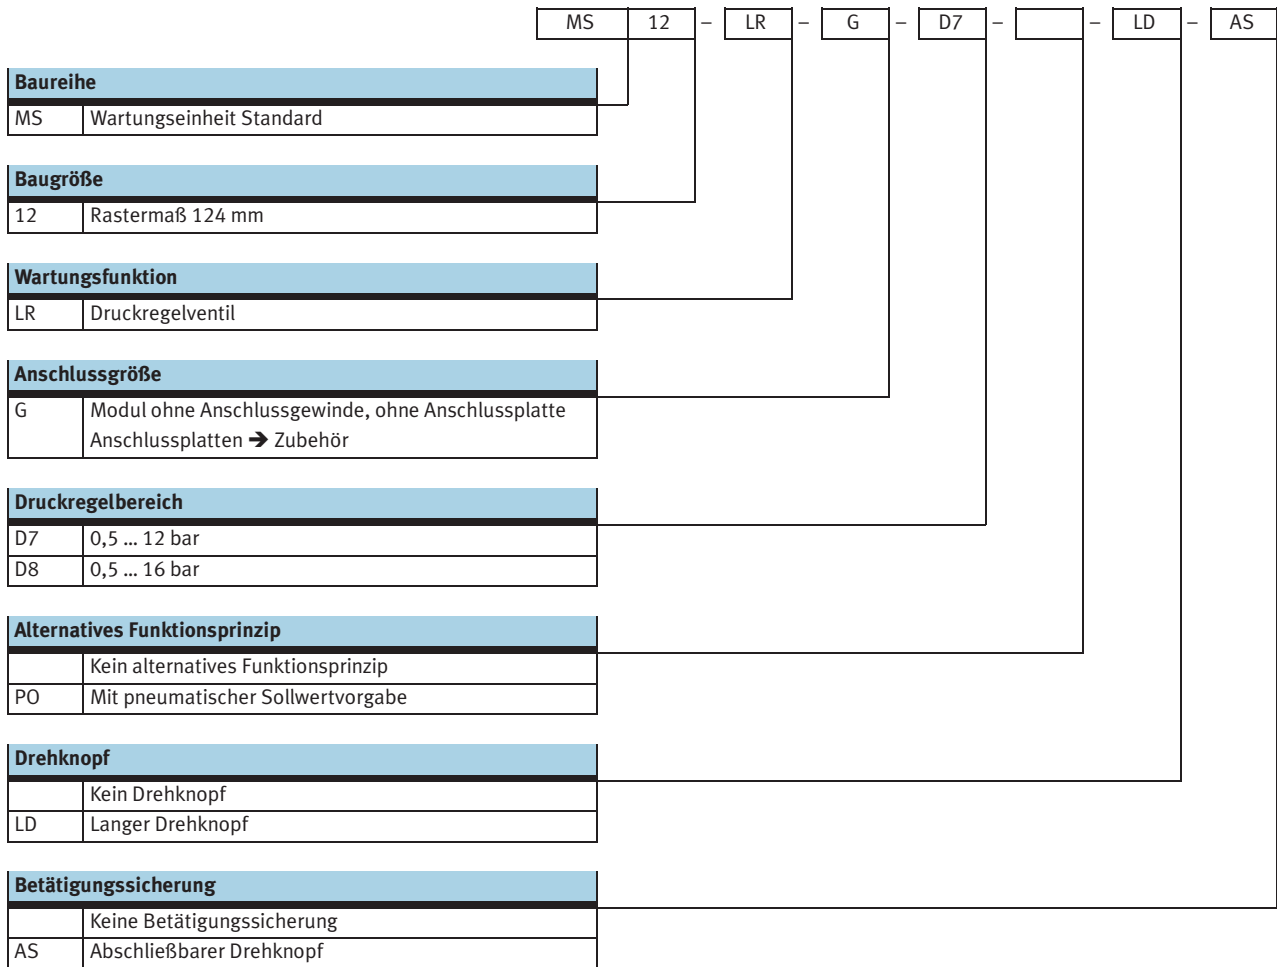 MS 12 – LR – G – D7 – – LD – AS
Baureihe
MS Wartungseinheit Standard
Baugröße
12 Rastermaß 124 mm
Wartungsfunktion
LR Druckregelventil
Anschlussgröße
G Modul ohne Anschlussgewinde, ohne Anschlussplatte
Anschlussplatten ➔ Zubehör
Druckregelbereich
D7 0,5 … 12 bar
D8 0,5 … 16 bar
Alternatives Funktionsprinzip
Kein alternatives Funktionsprinzip
PO Mit pneumatischer Sollwertvorgabe
Drehknopf
Kein Drehknopf
LD Langer Drehknopf
Betätigungssicherung
Keine Betätigungssicherung
AS Abschließbarer Drehknopf